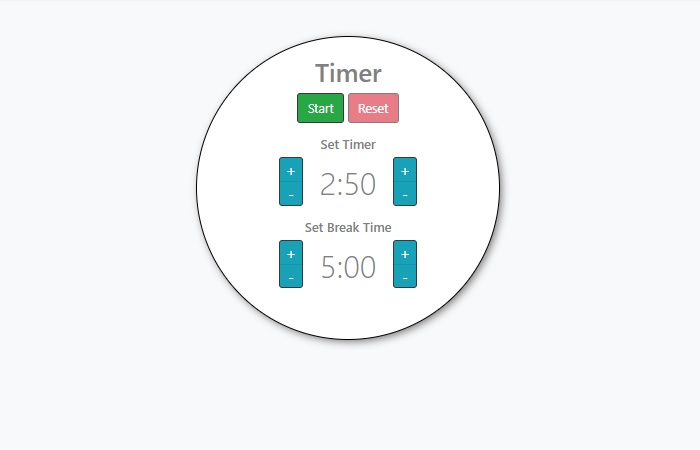 Timer
Start Reset
Set Timer
+ 2:50 +
- -
Set Break Time
+ 5:00 +
- -